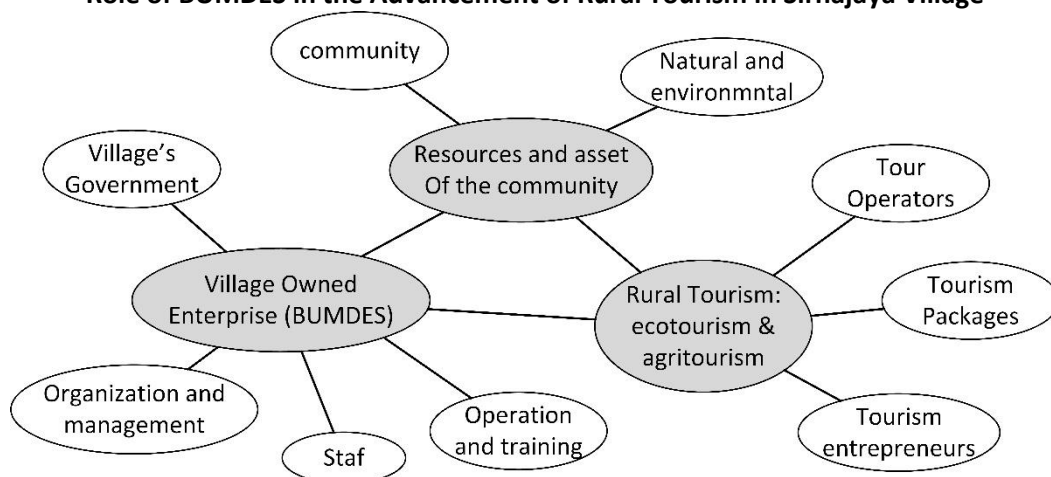 Role of BUMDES in the Advancement of Rural Tourism in Sirnajaya Village
community
Natural and
environmntal
Village's
Government
Resources and asset
Of the community
Tour
Operators
Village Owned
Enterprise (BUMDES)
Rural Tourism:
ecotourism &
agritourism
Tourism
Packages
Organization and
management
Staf
Operation
and training
Tourism
entrepreneurs